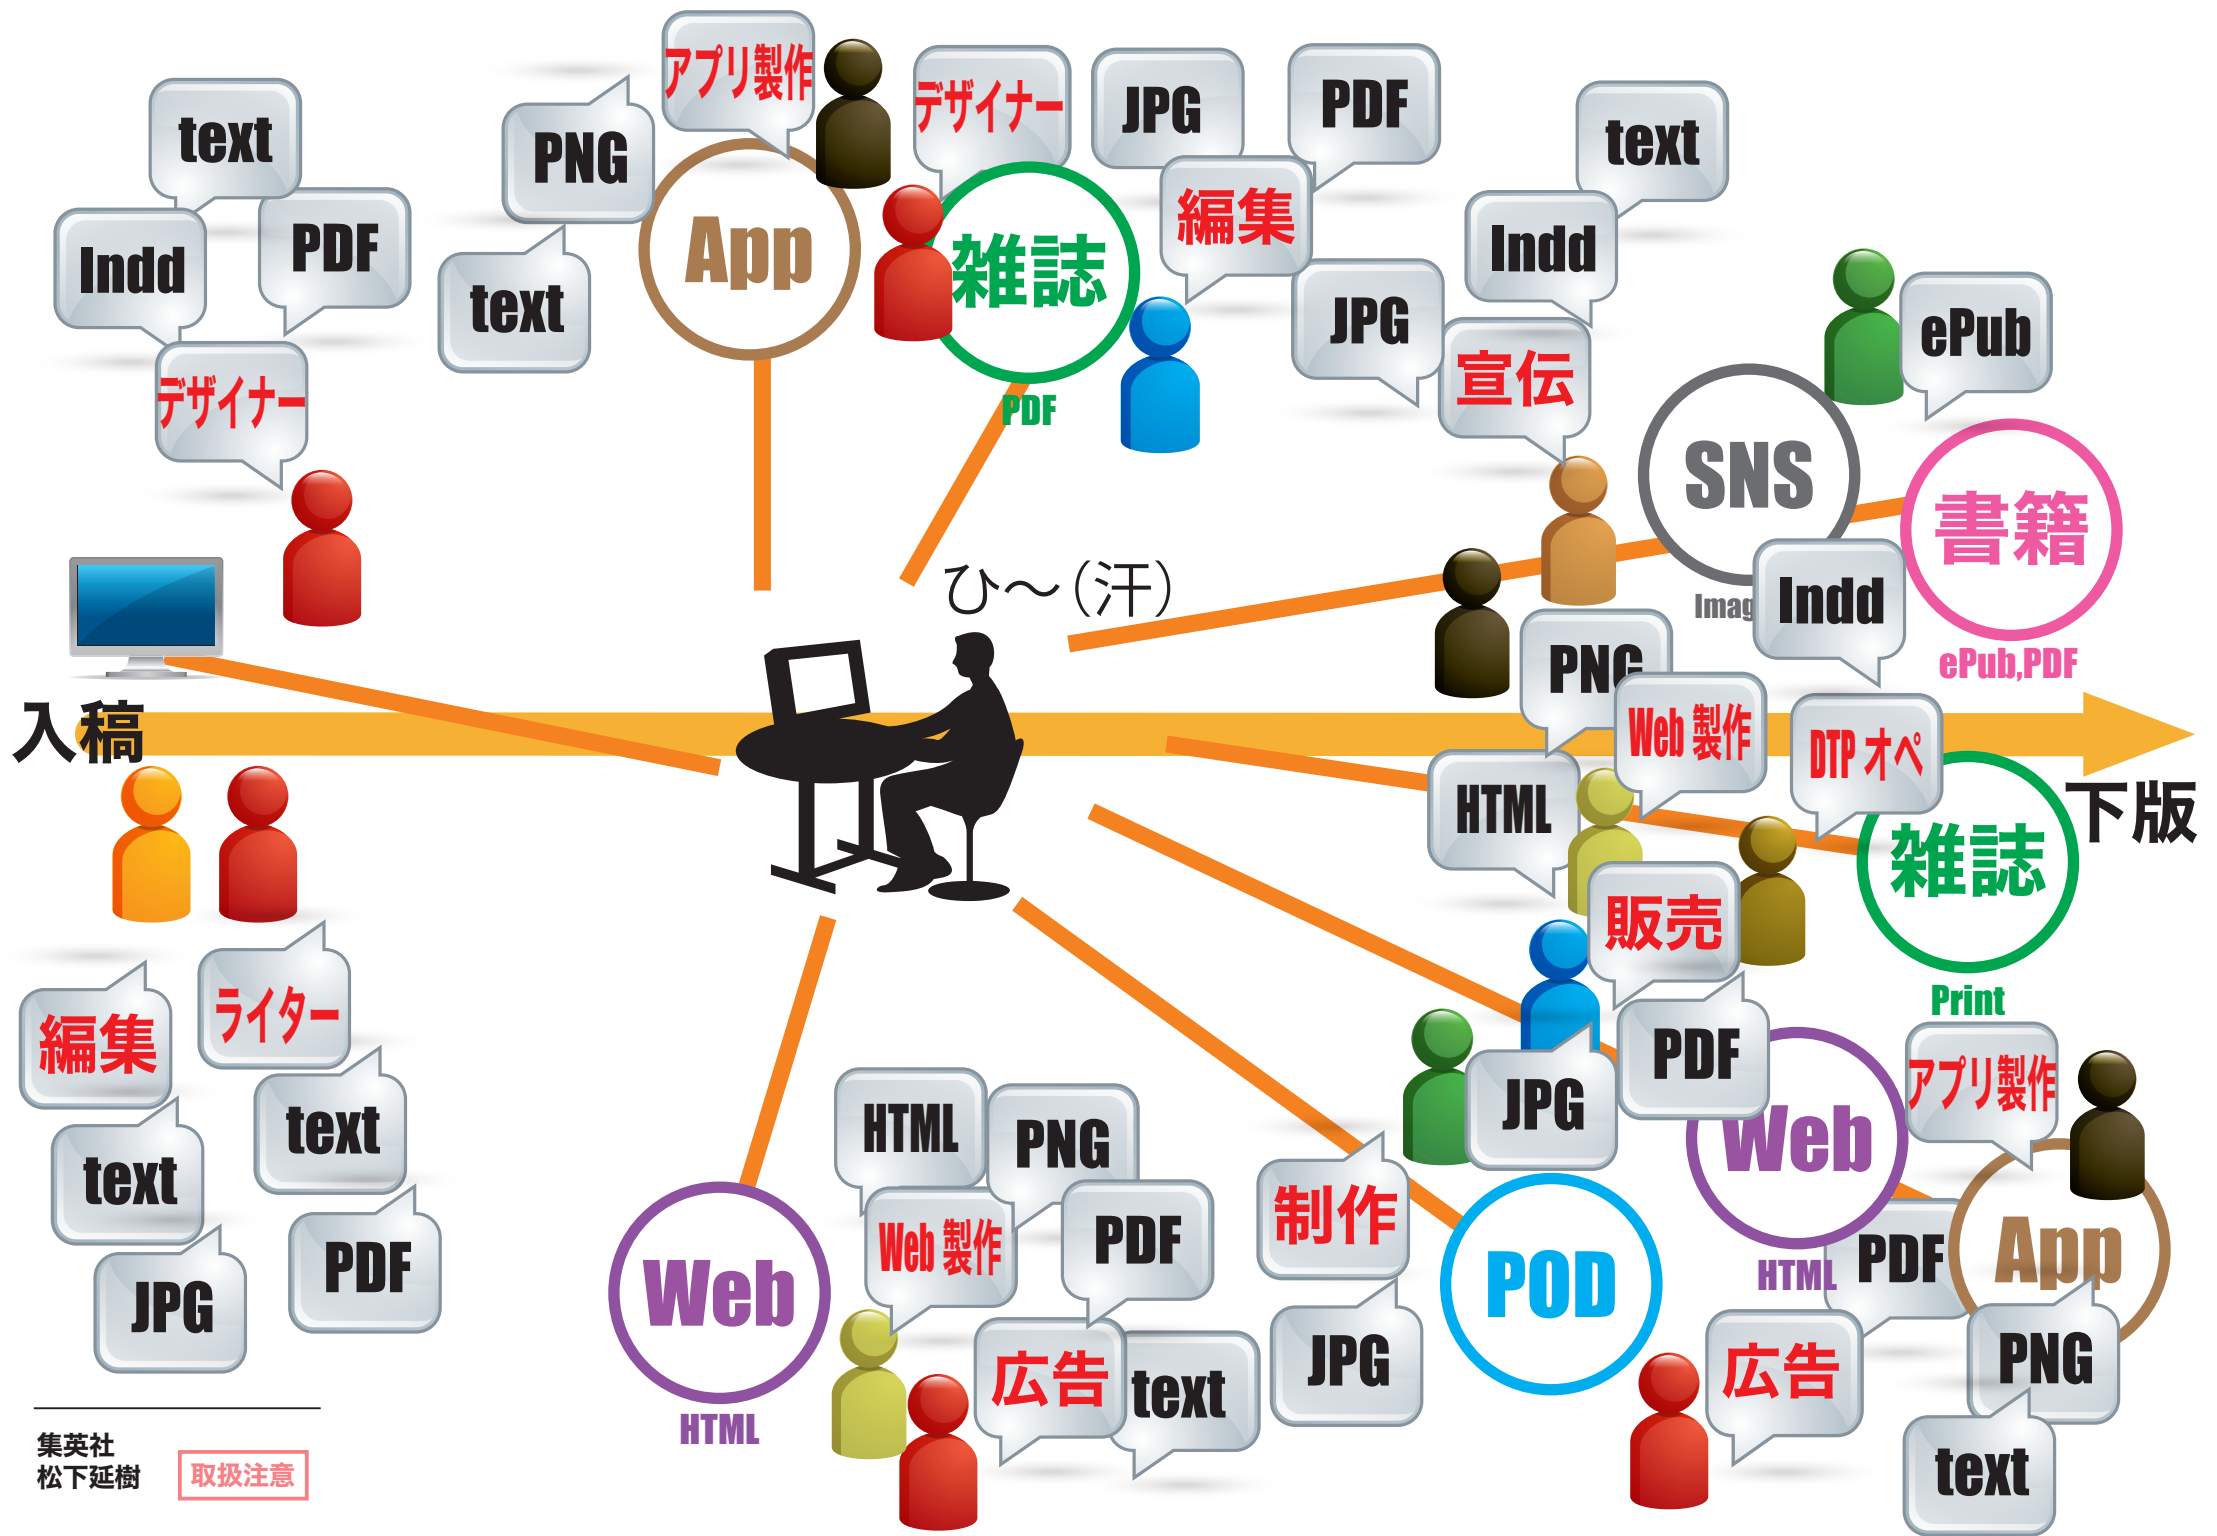 text
Indd
PDF
デザイナー
PNG
text
アプリ製作
App
デザイナー
雑誌
PDF
JPG
編集
PDF
JPG
text
Indd
宣伝
ePub
SNS
書籍
ePub,PDF
Indd
ひ〜（汗）
入稿
PNG
Web 製作
DTP オペ
HTML
下版
雑誌
Print
販売
編集
ライター
text
text
JPG
PDF
HTML
PNG
Web 製作
PDF
Web
HTML
広告
text
制作
JPG
POD
JPG
PDF
Web
HTML
アプリ製作
App
PDF
広告
PNG
text
集英社
松下延樹
取扱注意